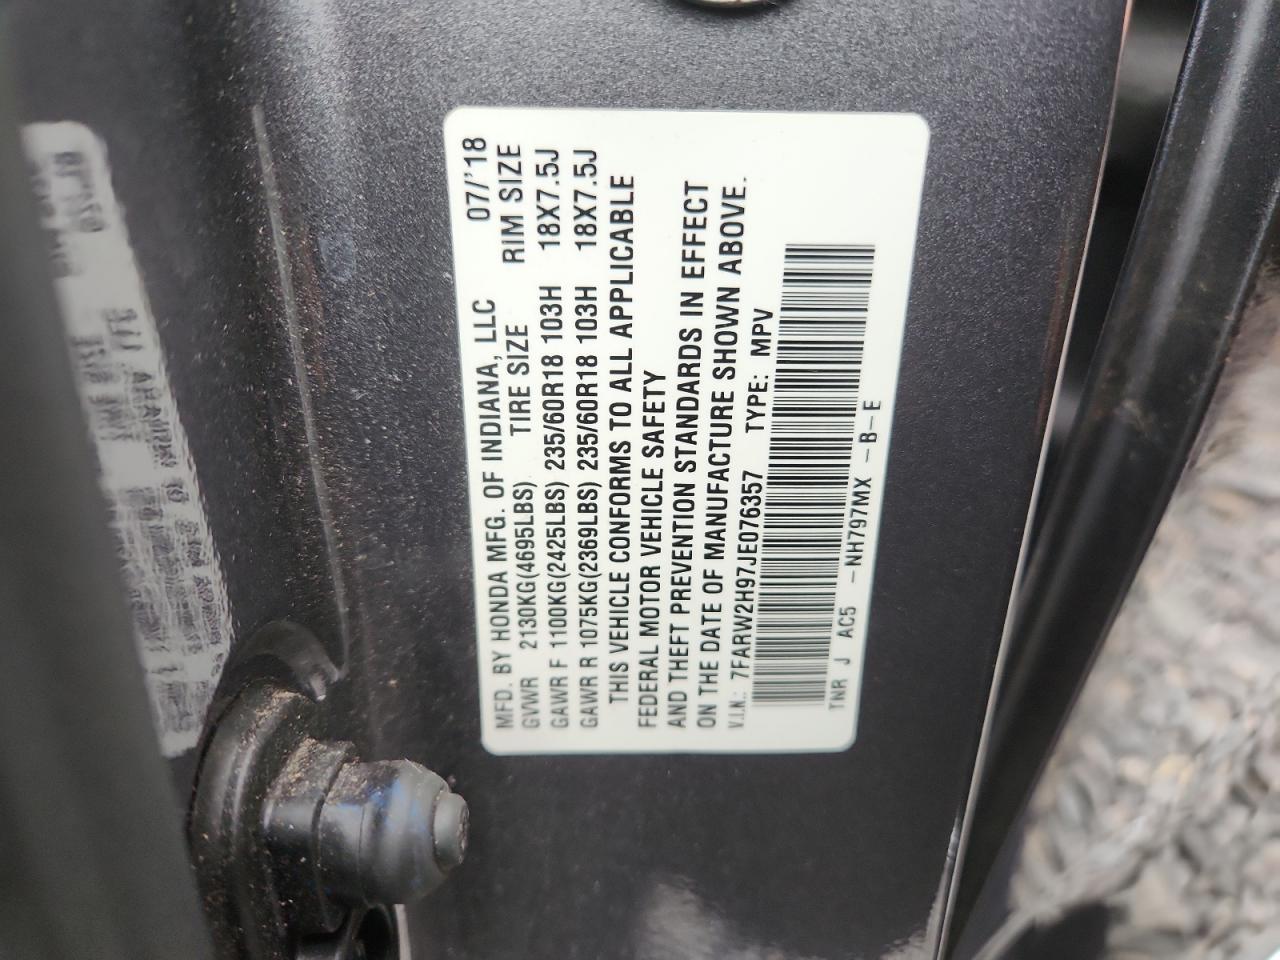 MFD. BY HONDA MFG. OF INDIANA, LLC 07/'18
GVWR 2130KG(4695LBS) TIRE SIZE RIM SIZE
GAWR F 1100KG(2425LBS) 235/60R18 103H 18X7.5J
GAWR R 1075KG(2369LBS) 235/60R18 103H 18X7.5J
THIS VEHICLE CONFORMS TO ALL APPLICABLE
FEDERAL MOTOR VEHICLE SAFETY
AND THEFT PREVENTION STANDARDS IN EFFECT
ON THE DATE OF MANUFACTURE SHOWN ABOVE.
V.I.N.: 7FARW2H97JE076357 TYPE: MPV
TNR J AC5 -NH797MX -B-E